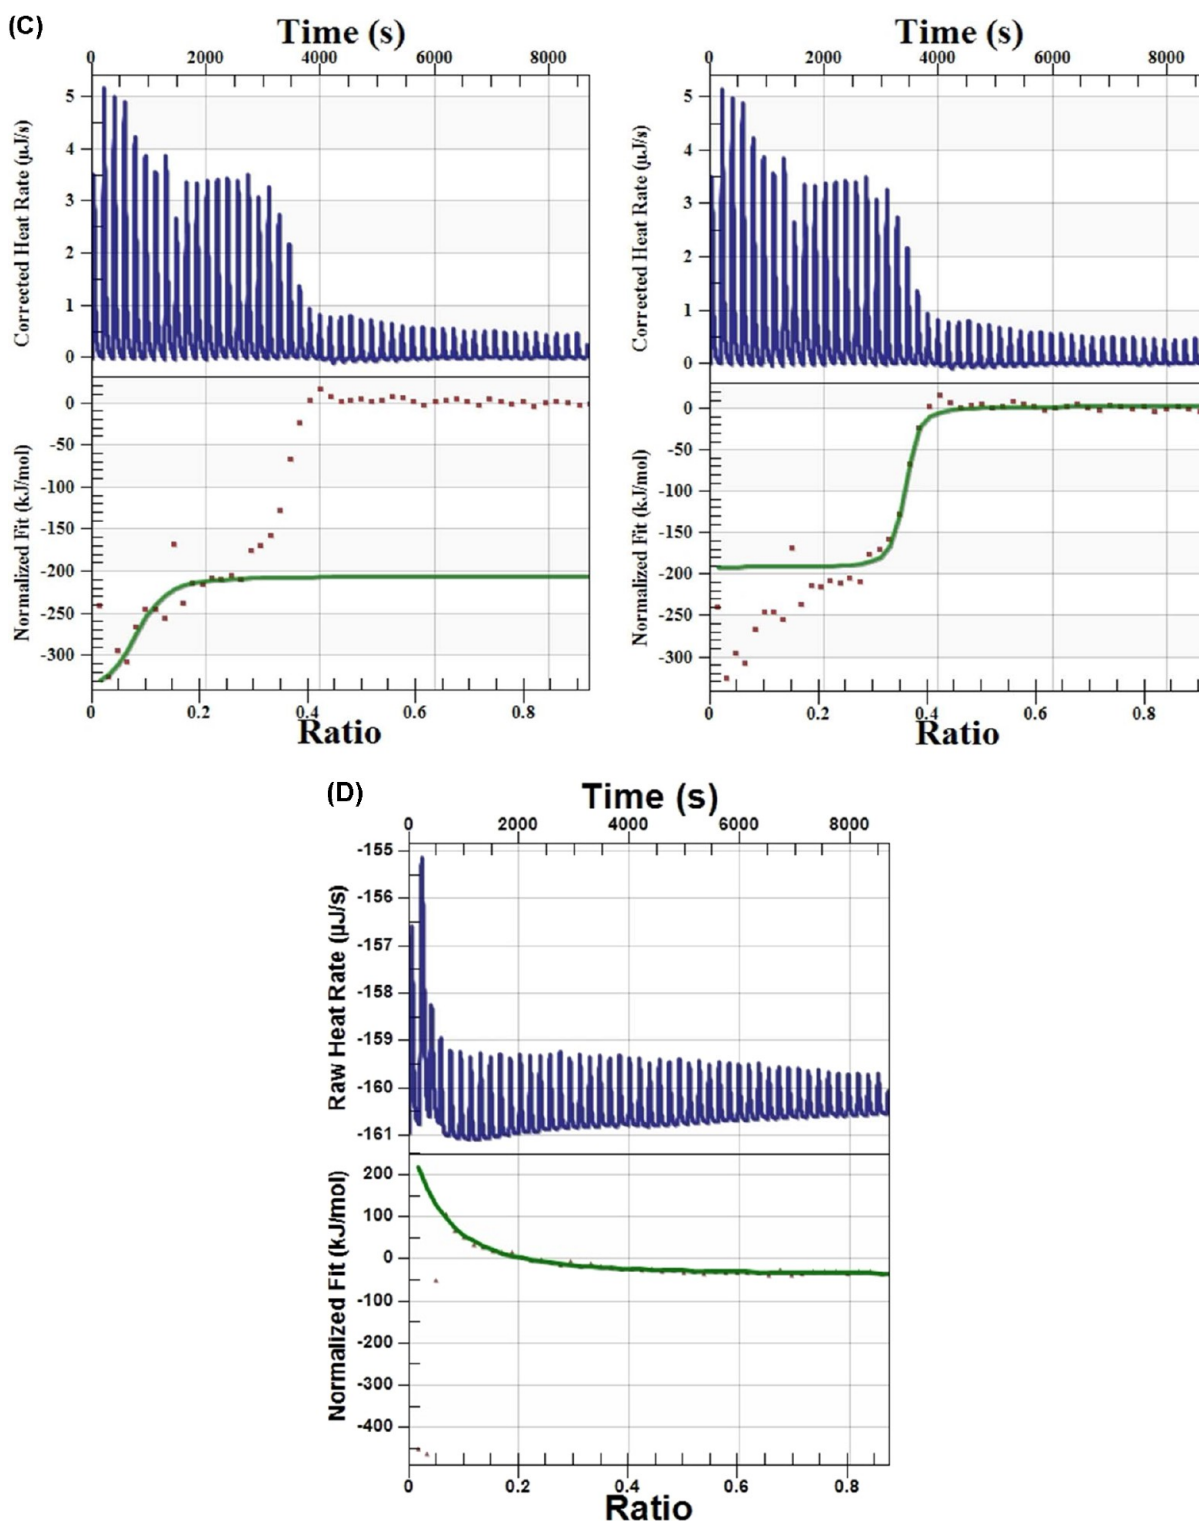 (C)
Time (s)
0 2000 4000 6000 8000
Corrected Heat Rate (µJ/s)
5
4
3
2
1
0
Normalized Fit (kJ/mol)
0
-50
-100
-150
-200
-250
-300
0 0.2 0.4 0.6 0.8
Ratio
Time (s)
0 2000 4000 6000 8000
Corrected Heat Rate (µJ/s)
5
4
3
2
1
0
Normalized Fit (kJ/mol)
0
-50
-100
-150
-200
-250
-300
0 0.2 0.4 0.6 0.8
Ratio
(D)
Time (s)
0 2000 4000 6000 8000
Raw Heat Rate (µJ/s)
-155
-156
-157
-158
-159
-160
-161
Normalized Fit (kJ/mol)
200
100
0
-100
-200
-300
-400
0 0.2 0.4 0.6 0.8
Ratio